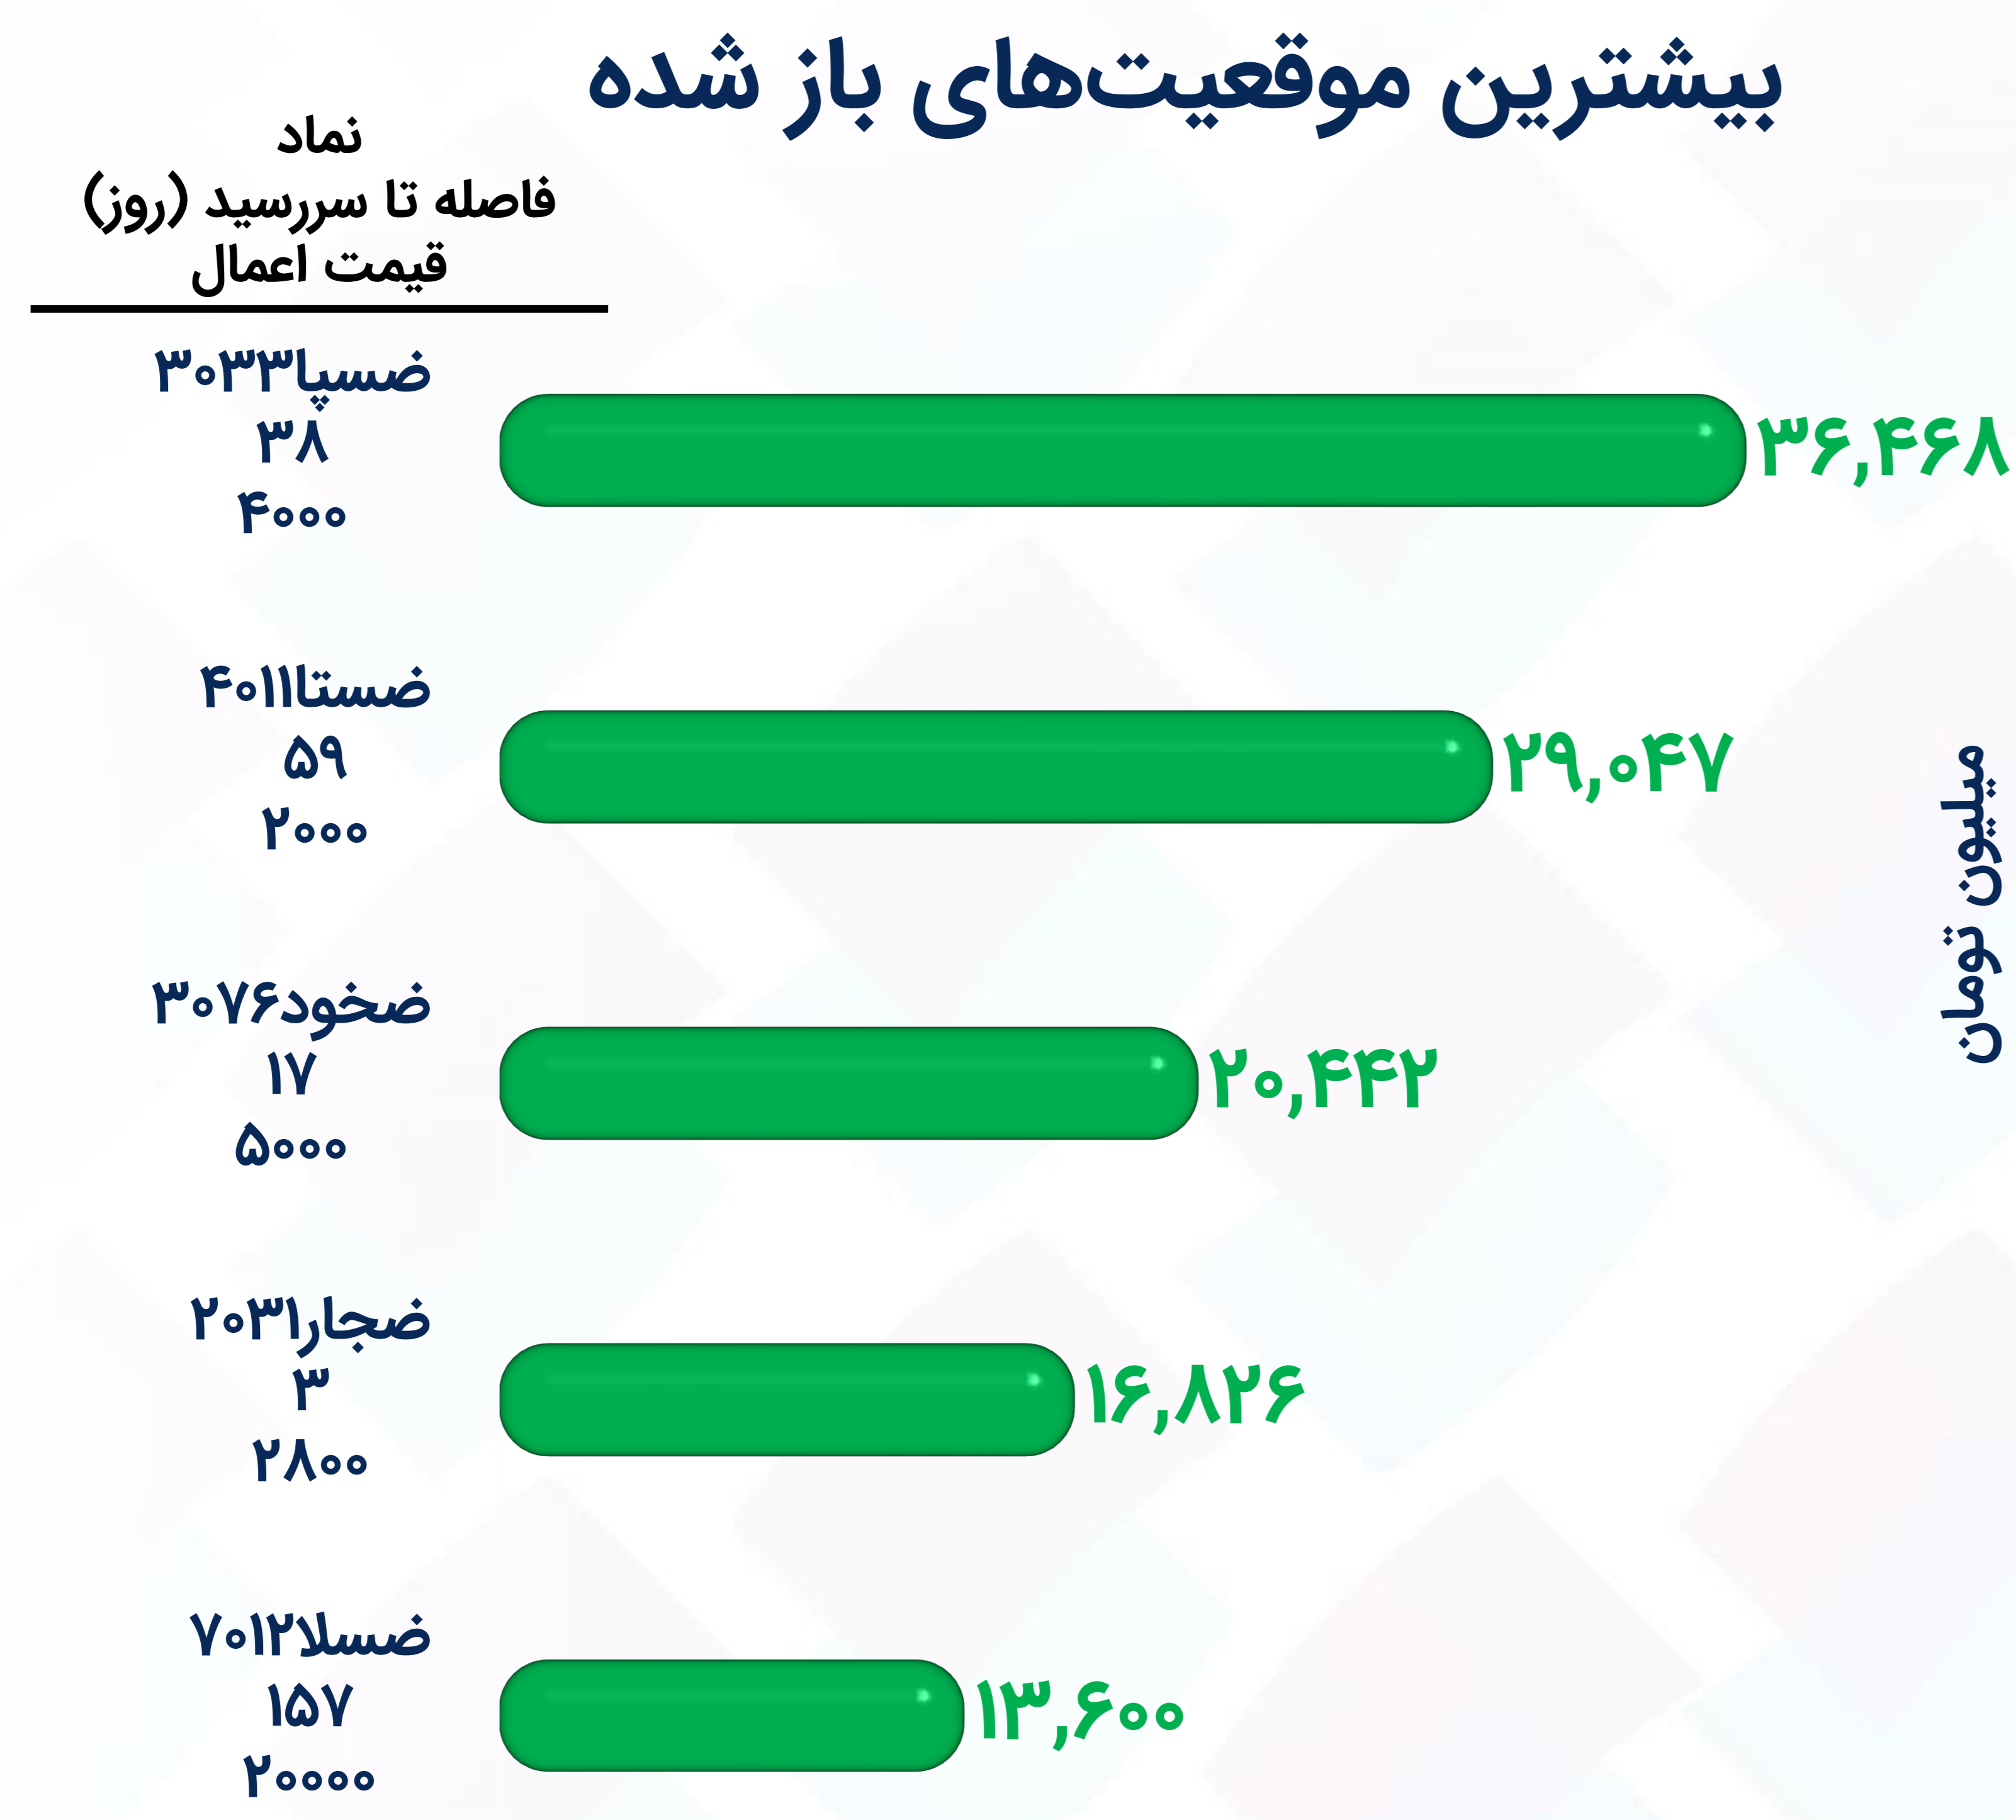 بیشترین موقعیت‌های باز شده
نماد
فاصله تا سررسید (روز)
قیمت اعمال
ضسپا۳۰۳۳
۳۸
۴۰۰۰
۳۶,۴۶۸
ضستا۴۰۱۱
۵۹
۲۰۰۰
۲۹,۰۴۷
ضخود۳۰۷۶
۱۷
۵۰۰۰
۲۰,۴۴۲
ضجار۲۰۳۱
۳
۲۸۰۰
۱۶,۸۲۶
ضسلا۷۰۱۲
۱۵۷
۲۰۰۰۰
۱۳,۶۰۰
میلیون تومان